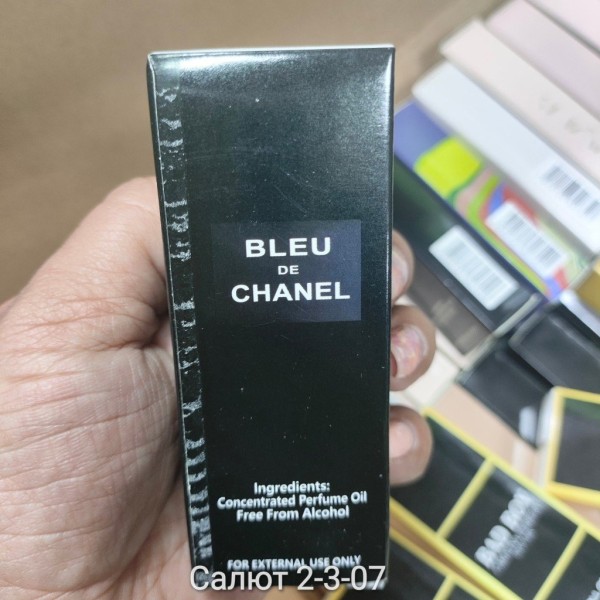 BLEU
DE
CHANEL
Ingredients:
Concentrated Perfume Oil
Free From Alcohol
FOR EXTERNAL USE ONLY
Салют 2-3-07
BAD BOY